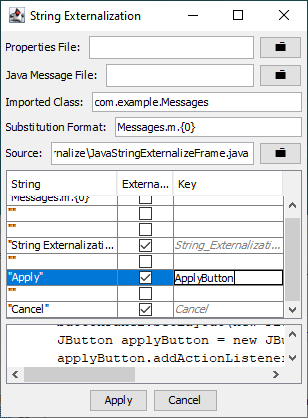 String Externalization
Properties File:
Java Message File:
Imported Class: com.example.Messages
Substitution Format: Messages.m.{0}
Source: rnalize\JavaStringExternalizeFrame.java
String Externa... Key
Messages.m.{0}
""
""
"String Externalizati... String_Externalizati...
""
"Apply" ApplyButton
""
"Cancel" Cancel
JButton applyButton = new JBu
applyButton.addActionListene
Apply Cancel